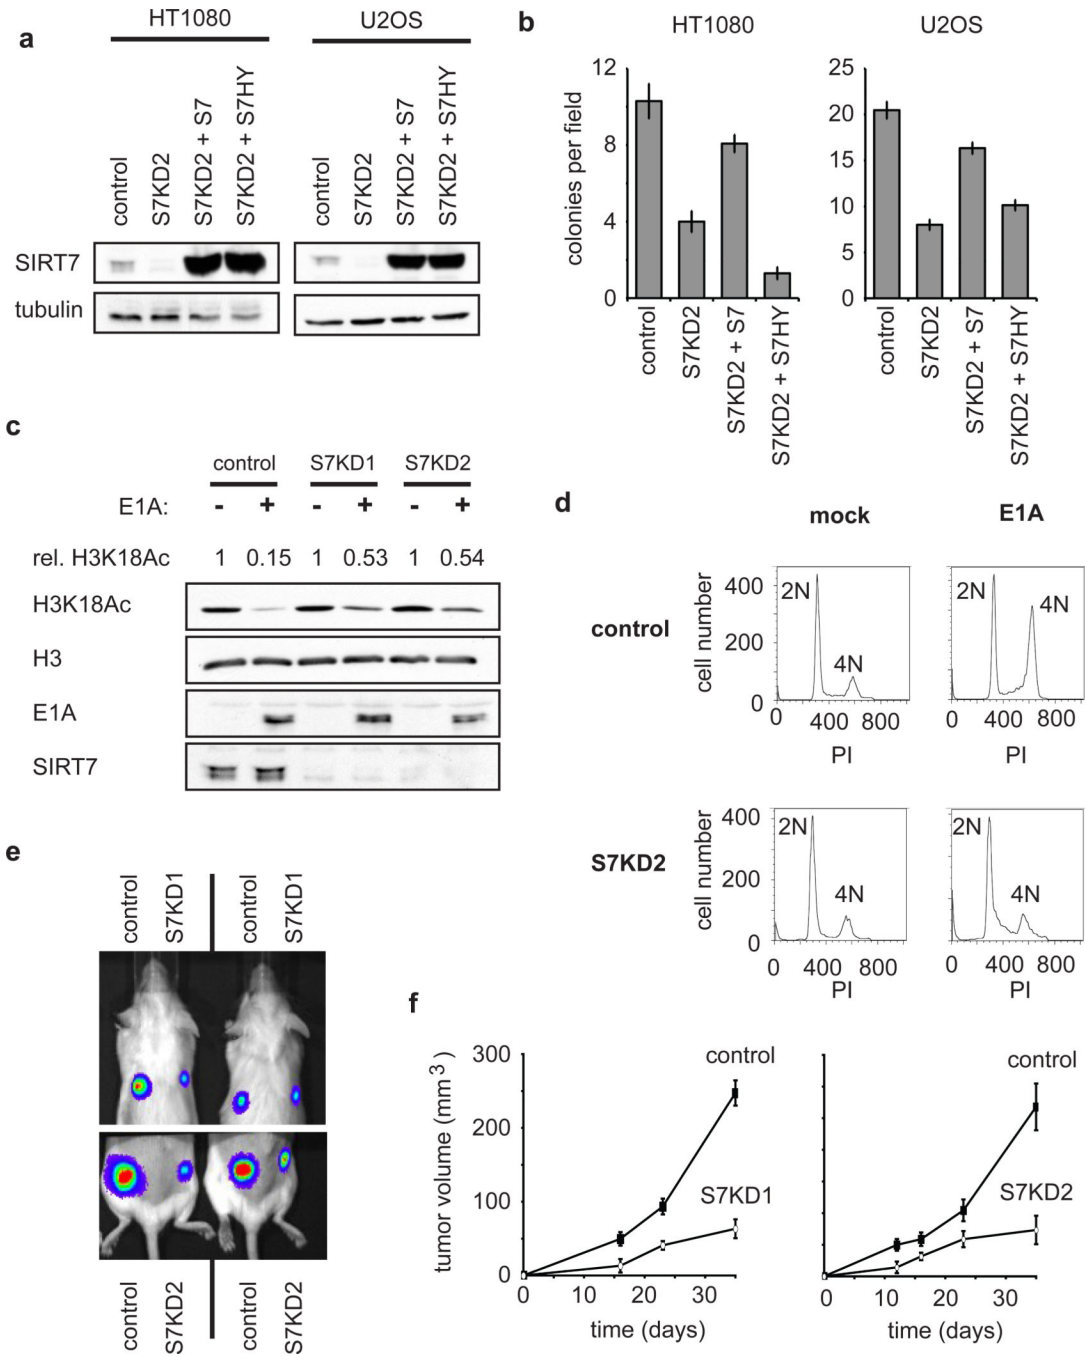 a
HT1080
U2OS
control
S7KD2
S7KD2 + S7
S7KD2 + S7HY
control
S7KD2
S7KD2 + S7
S7KD2 + S7HY
SIRT7
tubulin
b
HT1080
U2OS
colonies per field
12
8
4
0
control
S7KD2
S7KD2 + S7
S7KD2 + S7HY
25
20
15
10
5
0
control
S7KD2
S7KD2 + S7
S7KD2 + S7HY
c
control S7KD1 S7KD2
E1A: - + - + - +
rel. H3K18Ac 1 0.15 1 0.53 1 0.54
H3K18Ac
H3
E1A
SIRT7
d
mock E1A
control
cell number
400
200
0
2N
4N
0 400 800
PI
2N
4N
0 400 800
PI
S7KD2
cell number
400
200
0
2N
4N
0 400 800
PI
2N
4N
0 400 800
PI
e
control
S7KD1
control
S7KD1
control
S7KD2
control
S7KD2
f
tumor volume (mm3)
300
200
100
0
control
S7KD1
0 10 20 30
time (days)
control
S7KD2
0 10 20 30
time (days)